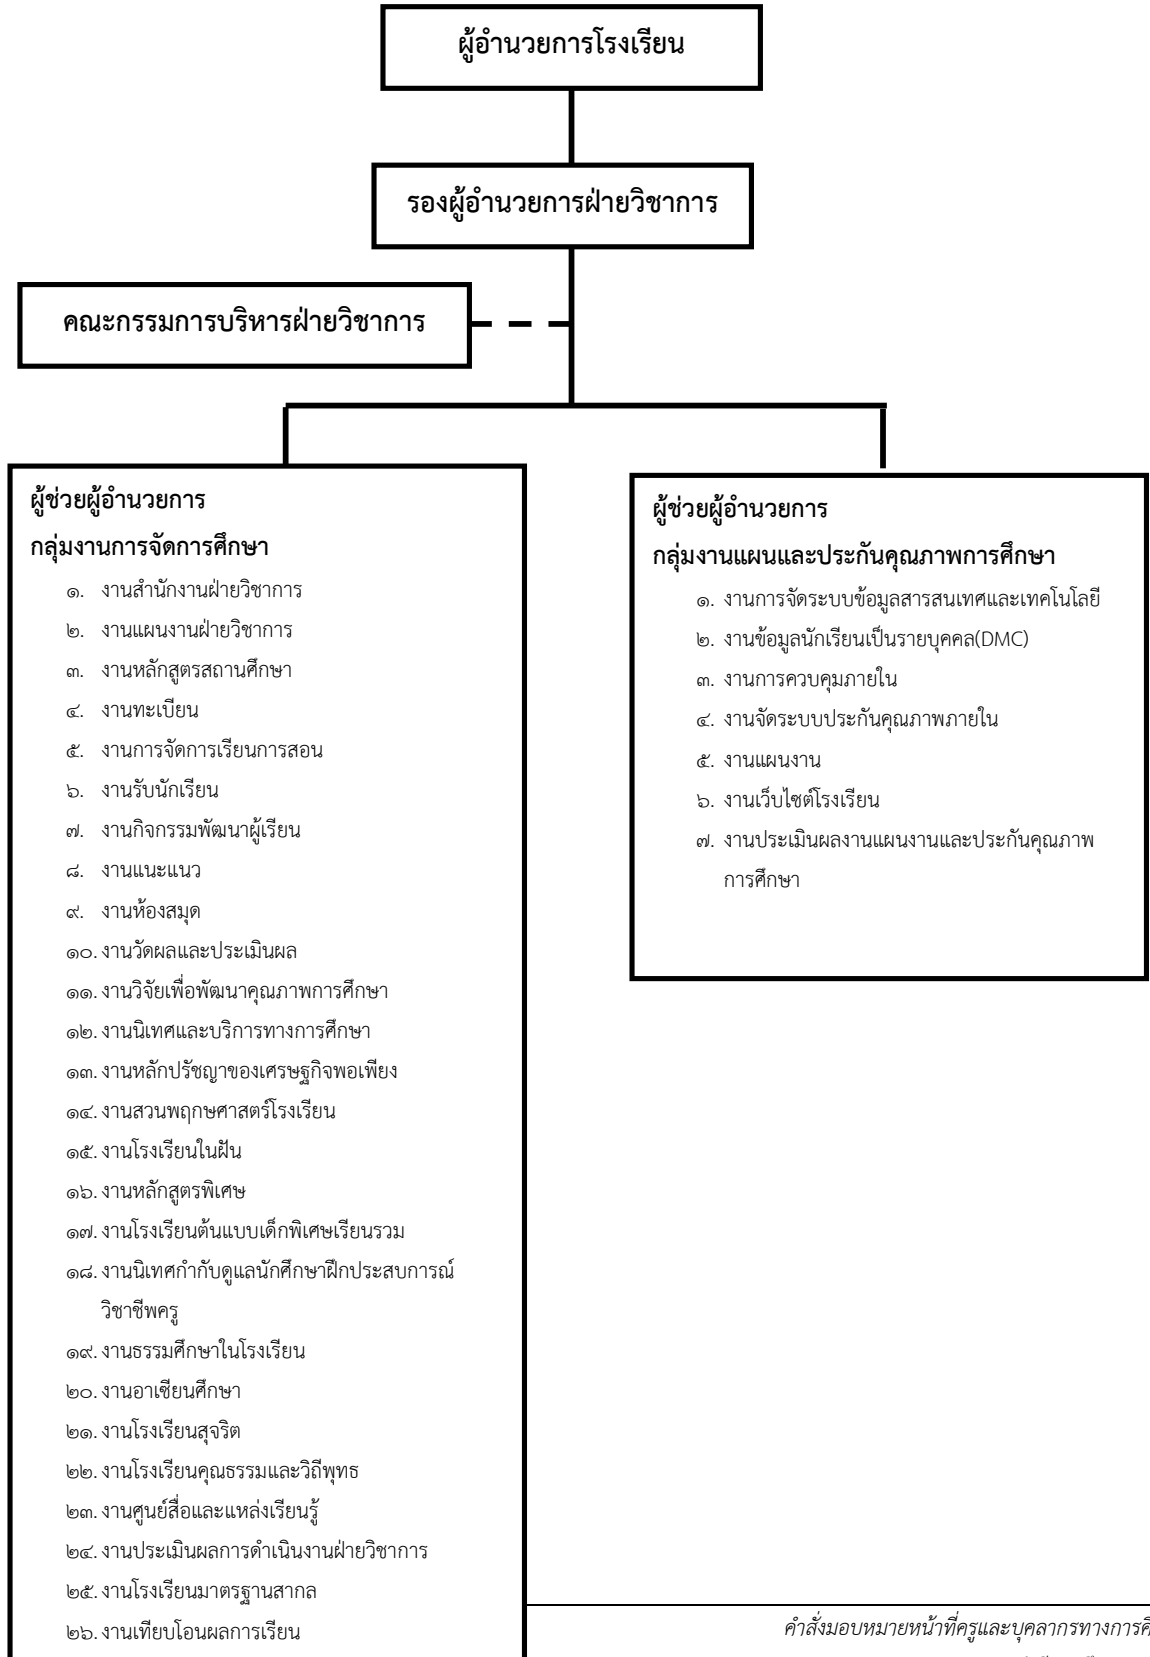 ผู้อำนวยการโรงเรียน
รองผู้อำนวยการฝ่ายวิชาการ
คณะกรรมการบริหารฝ่ายวิชาการ
ผู้ช่วยผู้อำนวยการ
กลุ่มงานการจัดการศึกษา
๑. งานสำนักงานฝ่ายวิชาการ
๒. งานแผนงานฝ่ายวิชาการ
๓. งานหลักสูตรสถานศึกษา
๔. งานทะเบียน
๕. งานการจัดการเรียนการสอน
๖. งานรับนักเรียน
๗. งานกิจกรรมพัฒนาผู้เรียน
๘. งานแนะแนว
๙. งานห้องสมุด
๑๐. งานวัดผลและประเมินผล
๑๑. งานวิจัยเพื่อพัฒนาคุณภาพการศึกษา
๑๒. งานนิเทศและบริการทางการศึกษา
๑๓. งานหลักปรัชญาของเศรษฐกิจพอเพียง
๑๔. งานสวนพฤกษศาสตร์โรงเรียน
๑๕. งานโรงเรียนในฝัน
๑๖. งานหลักสูตรพิเศษ
๑๗. งานโรงเรียนต้นแบบเด็กพิเศษเรียนรวม
๑๘. งานนิเทศกำกับดูแลนักศึกษาฝึกประสบการณ์
วิชาชีพครู
๑๙. งานธรรมศึกษาในโรงเรียน
๒๐. งานอาเซียนศึกษา
๒๑. งานโรงเรียนสุจริต
๒๒. งานโรงเรียนคุณธรรมและวิถีพุทธ
๒๓. งานศูนย์สื่อและแหล่งเรียนรู้
๒๔. งานประเมินผลการดำเนินงานฝ่ายวิชาการ
๒๕. งานโรงเรียนมาตรฐานสากล
๒๖. งานเทียบโอนผลการเรียน
ผู้ช่วยผู้อำนวยการ
กลุ่มงานแผนและประกันคุณภาพการศึกษา
๑. งานการจัดระบบข้อมูลสารสนเทศและเทคโนโลยี
๒. งานข้อมูลนักเรียนเป็นรายบุคคล(DMC)
๓. งานการควบคุมภายใน
๔. งานจัดระบบประกันคุณภาพภายใน
๕. งานแผนงาน
๖. งานเว็บไซต์โรงเรียน
๗. งานประเมินผลงานแผนงานและประกันคุณภาพ
การศึกษา
คำสั่งมอบหมายหน้าที่ครูและบุคลากรทางการศึ